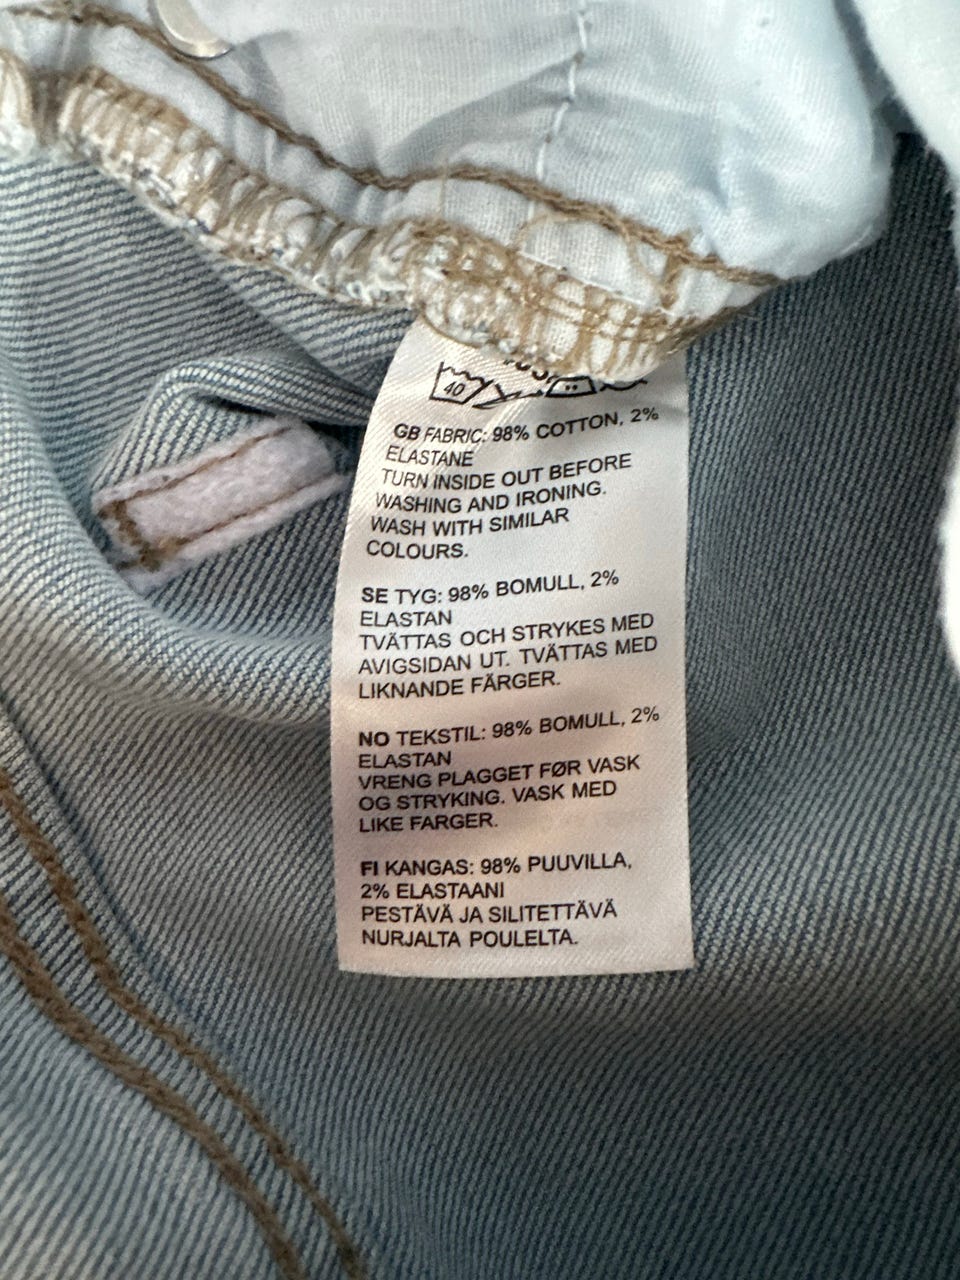 40
GB FABRIC: 98% COTTON, 2%
ELASTANE
TURN INSIDE OUT BEFORE
WASHING AND IRONING.
WASH WITH SIMILAR
COLOURS.
SE TYG: 98% BOMULL, 2%
ELASTAN
TVÄTTAS OCH STRYKES MED
AVIGSIDAN UT. TVÄTTAS MED
LIKNANDE FÄRGER.
NO TEKSTIL: 98% BOMULL, 2%
ELASTAN
VRENG PLAGGET FØR VASK
OG STRYKING. VASK MED
LIKE FARGER.
FI KANGAS: 98% PUUVILLA,
2% ELASTAANI
PESTÄVÄ JA SILITETTÄVÄ
NURJALTA POULELTA.